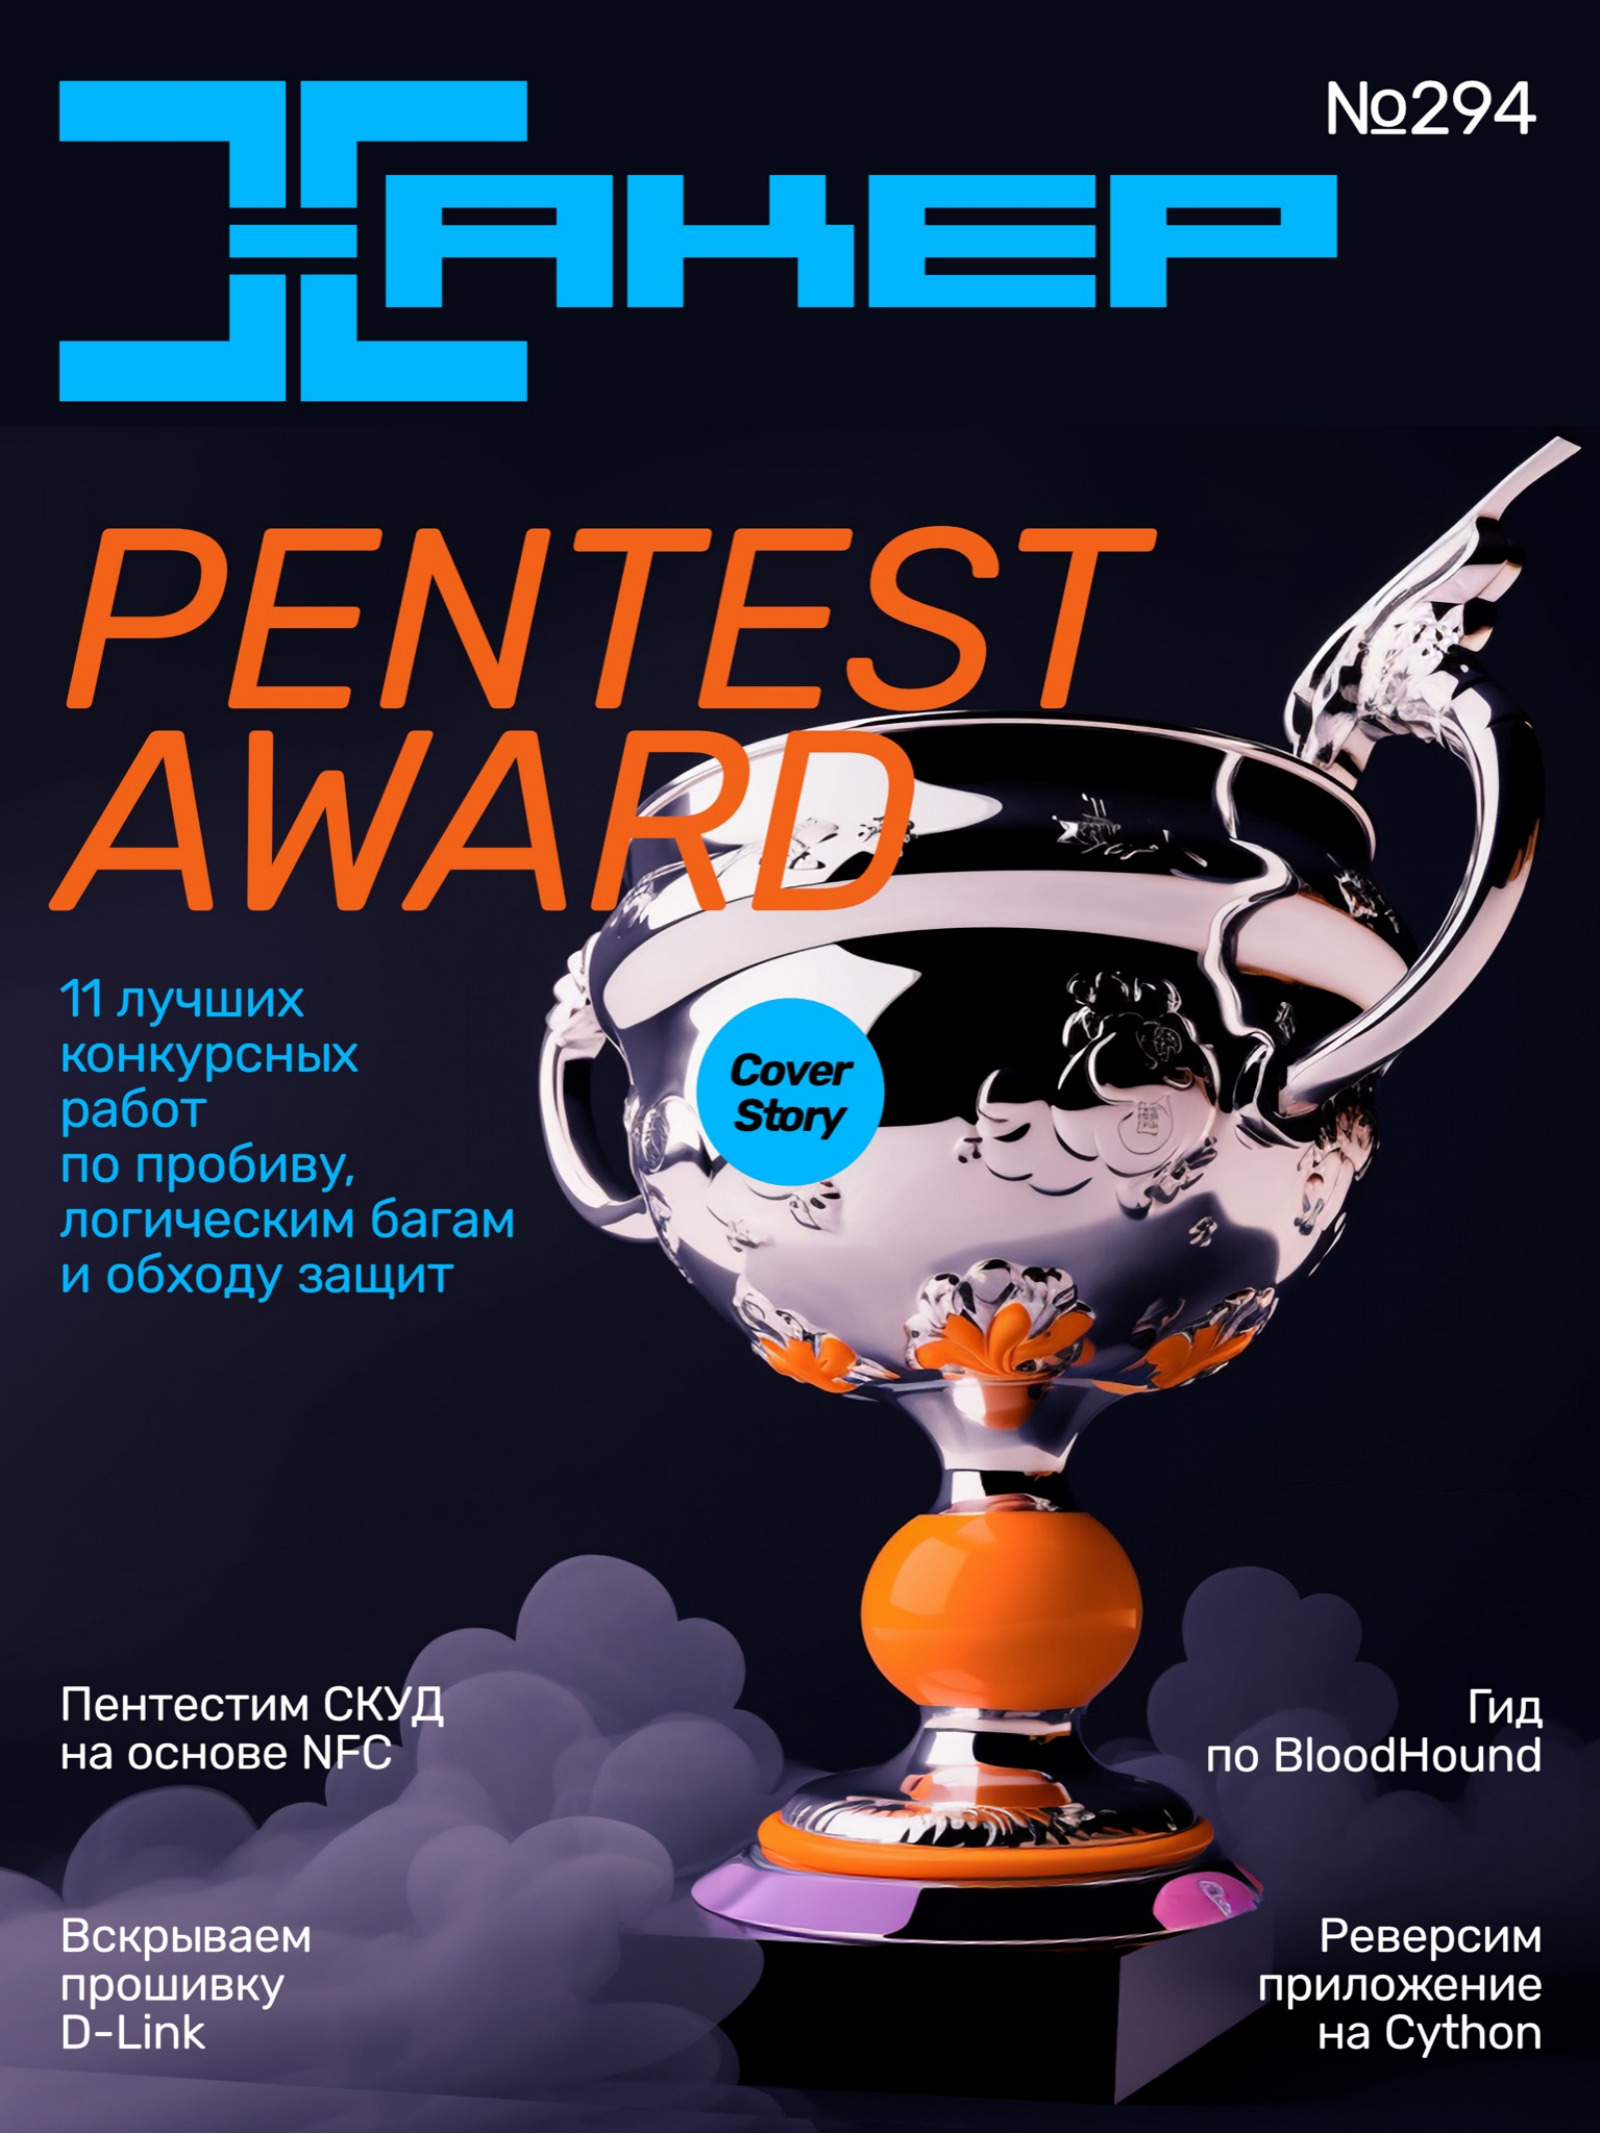 №294
ХАКЕР
PENTEST
AWARD
11 лучших
конкурсных
работ
по пробиву,
логическим багам
и обходу защит
Cover
Story
Пентестим СКУД
на основе NFC
Гид
по BloodHound
Вскрываем
прошивку
D-Link
Реверсим
приложение
на Cython